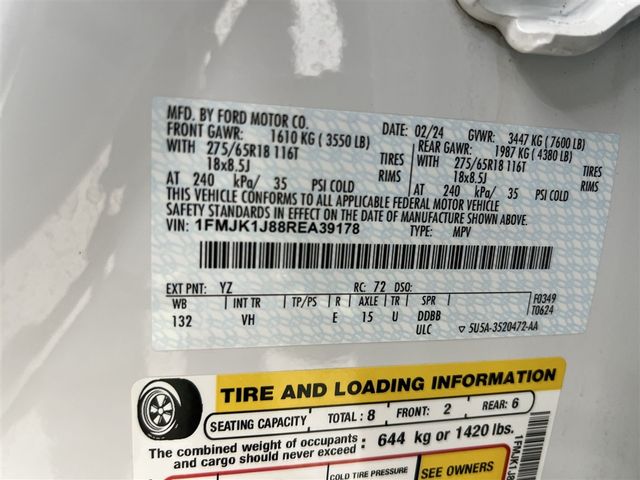 MFD. BY FORD MOTOR CO.
DATE: 02/24 GVWR: 3447 KG (7600 LB)
FRONT GAWR: 1610 KG (3550 LB) REAR GAWR: 1987 KG (4380 LB)
WITH 275/65R18 116T TIRES WITH 275/65R18 116T TIRES
18x8.5J RIMS 18x8.5J RIMS
AT 240 kPa/ 35 PSI COLD AT 240 kPa/ 35 PSI COLD
THIS VEHICLE CONFORMS TO ALL APPLICABLE FEDERAL MOTOR VEHICLE
SAFETY STANDARDS IN EFFECT ON THE DATE OF MANUFACTURE SHOWN ABOVE
VIN: 1FMJK1J88REA39178 TYPE: MPV
EXT PNT: YZ RC: 72 DSO:
WB INT TR TP/PS R AXLE TR SPR F0349
132 VH E 15 U DDBB T0624
ULC ▽ 5U5A-3520472-AA
TIRE AND LOADING INFORMATION
SEATING CAPACITY TOTAL: 8 FRONT: 2 REAR: 6
The combined weight of occupants and cargo should never exceed : 644 kg or 1420 lbs.
COLD TIRE PRESSURE SEE OWNERS
1FMJK1J8